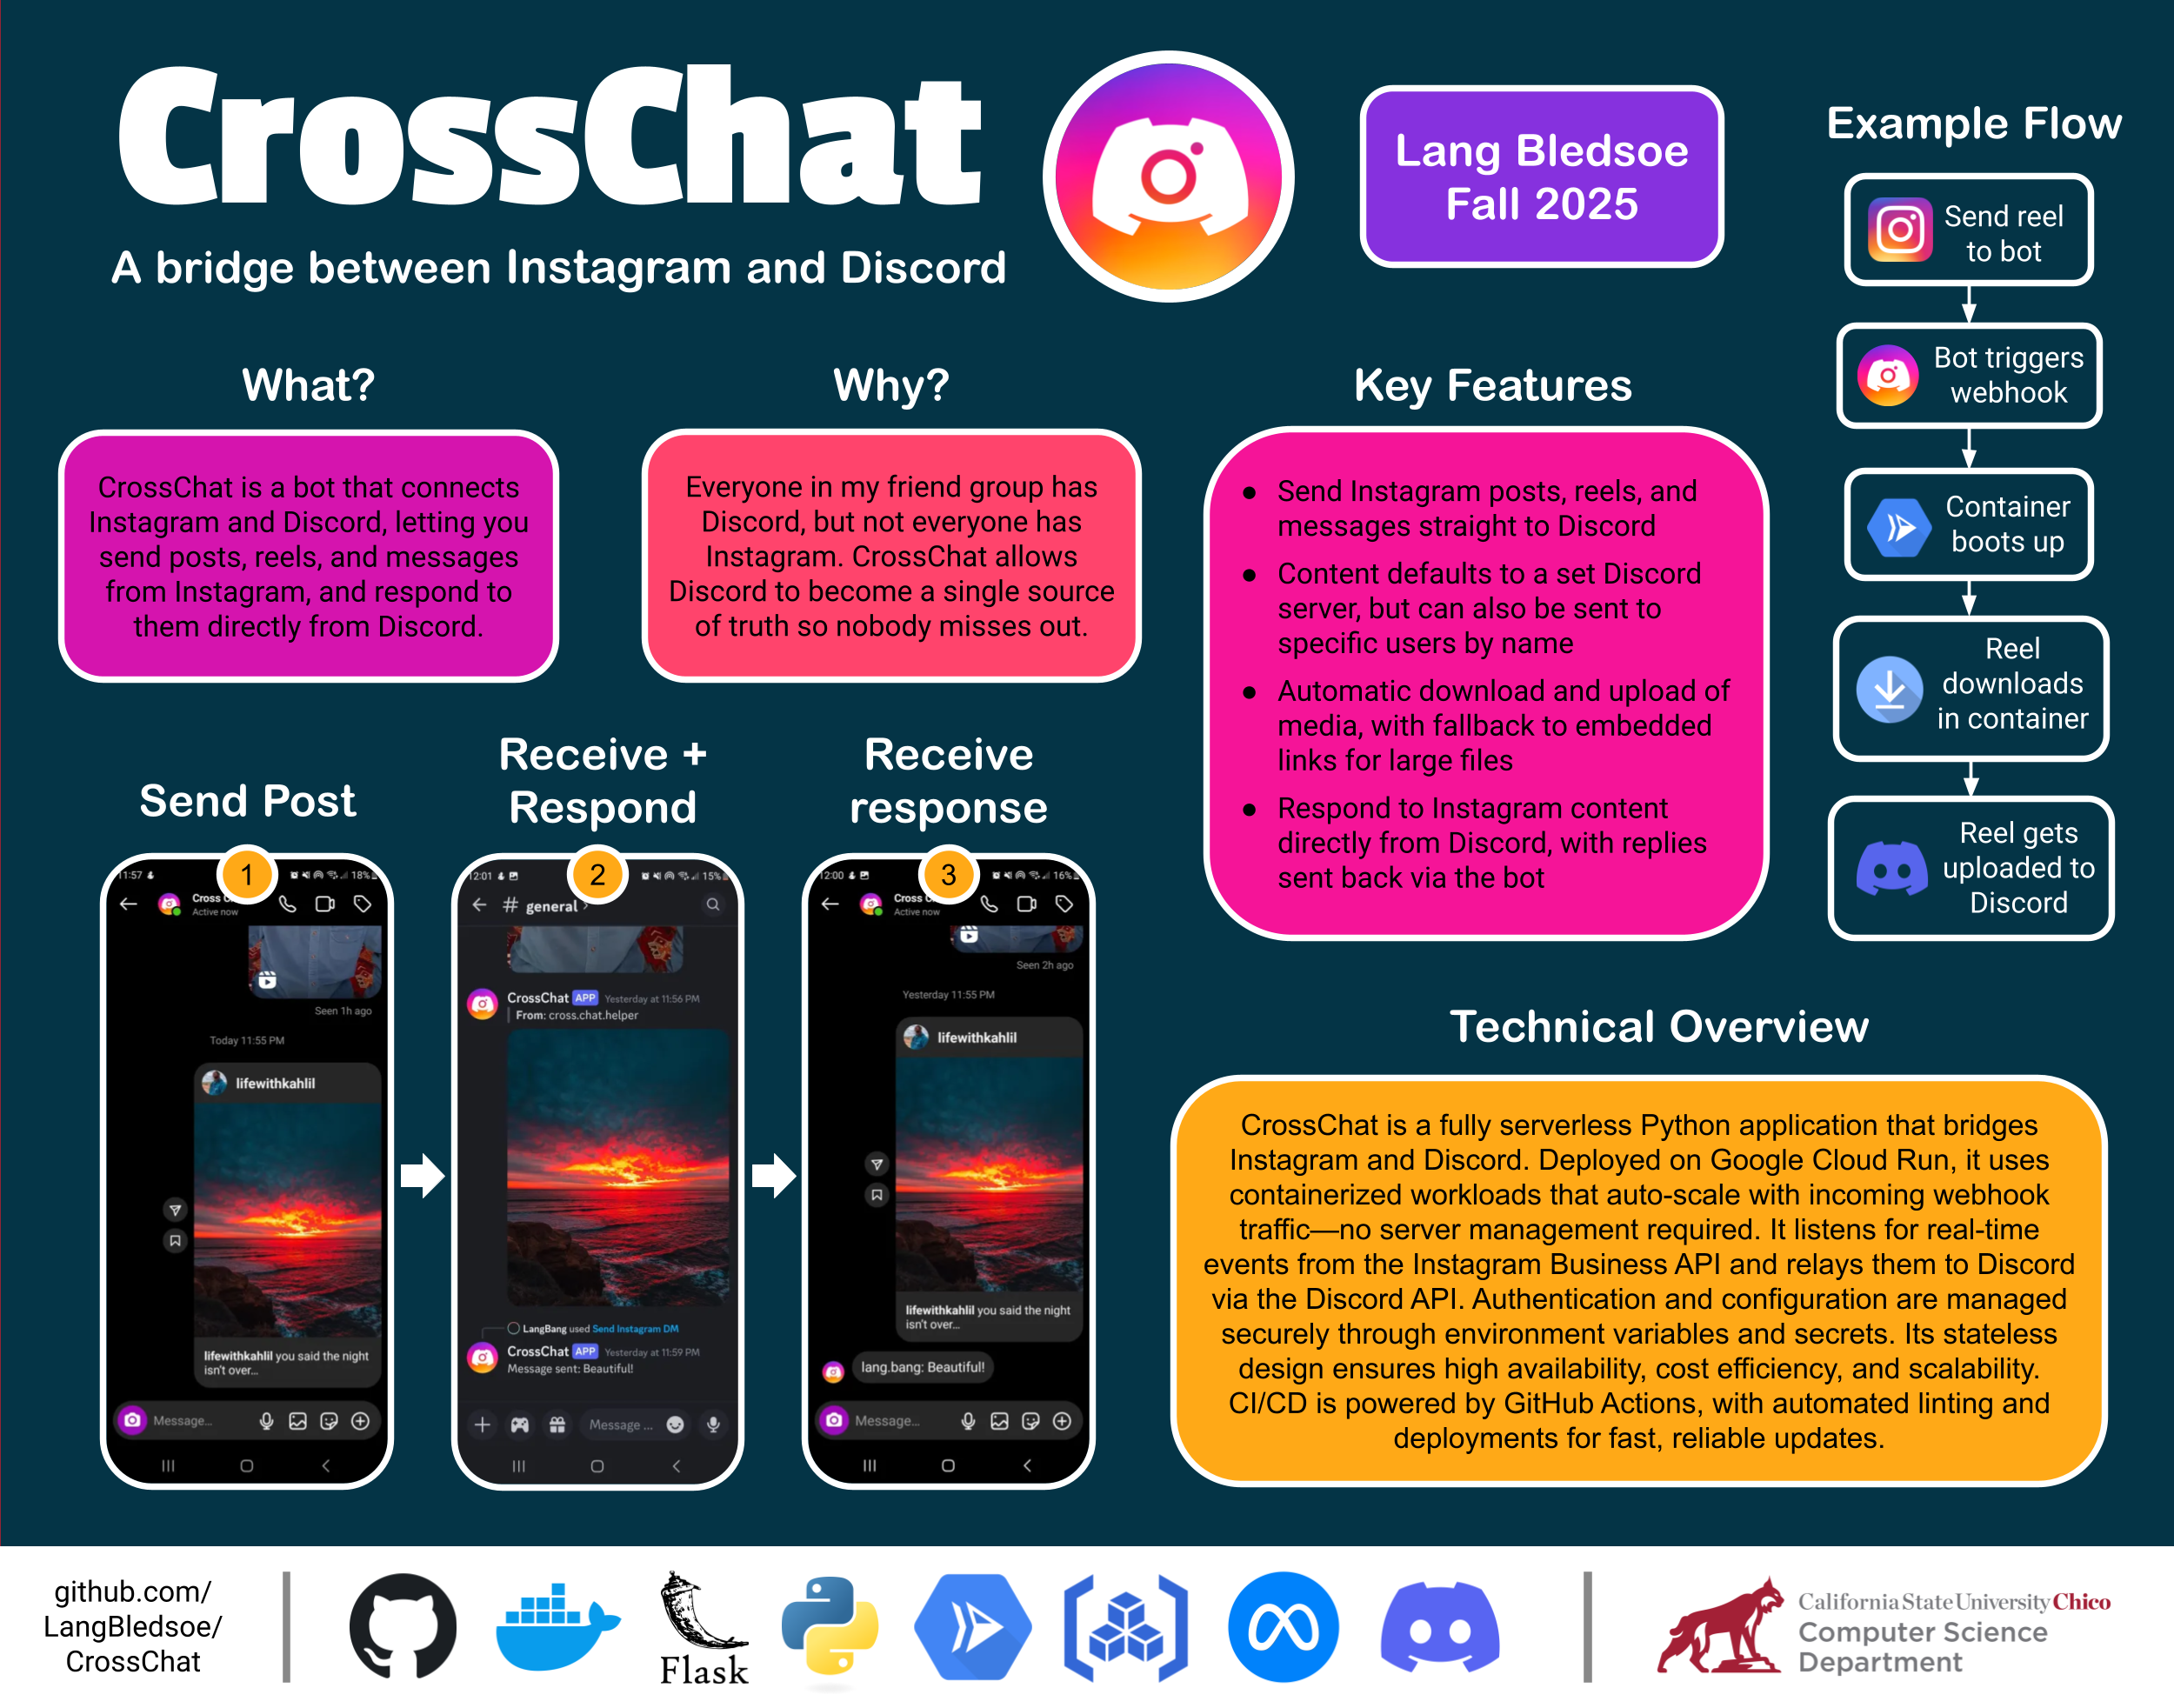 CrossChat
A bridge between Instagram and Discord
Lang Bledsoe
Fall 2025
What?
CrossChat is a bot that connects
Instagram and Discord, letting you
send posts, reels, and messages
from Instagram, and respond to
them directly from Discord.
Why?
Everyone in my friend group has
Discord, but not everyone has
Instagram. CrossChat allows
Discord to become a single source
of truth so nobody misses out.
Key Features
● Send Instagram posts, reels, and
messages straight to Discord
● Content defaults to a set Discord
server, but can also be sent to
specific users by name
● Automatic download and upload of
media, with fallback to embedded
links for large files
● Respond to Instagram content
directly from Discord, with replies
sent back via the bot
Example Flow
Send reel
to bot
Bot triggers
webhook
Container
boots up
Reel
downloads
in container
Reel gets
uploaded to
Discord
Send Post
1
11:57
18%
Cross
Active now
Seen 1h ago
Today 11:55 PM
lifewithkahlil
lifewithkahlil you said the night
isn't over...
Message...
Receive +
Respond
2
12:01
15%
# general
CrossChat APP Yesterday at 11:56 PM
From: cross.chat.helper
LangBang used Send Instagram DM
CrossChat APP Yesterday at 11:59 PM
Message sent: Beautiful!
Message ...
Receive
response
3
12:00
16%
Cross
Active now
Seen 2h ago
Yesterday 11:55 PM
lifewithkahlil
lifewithkahlil you said the night
isn't over...
lang.bang: Beautiful!
Message...
Technical Overview
CrossChat is a fully serverless Python application that bridges
Instagram and Discord. Deployed on Google Cloud Run, it uses
containerized workloads that auto-scale with incoming webhook
traffic—no server management required. It listens for real-time
events from the Instagram Business API and relays them to Discord
via the Discord API. Authentication and configuration are managed
securely through environment variables and secrets. Its stateless
design ensures high availability, cost efficiency, and scalability.
CI/CD is powered by GitHub Actions, with automated linting and
deployments for fast, reliable updates.
github.com/
LangBledsoe/
CrossChat
Flask
California State University Chico
Computer Science
Department